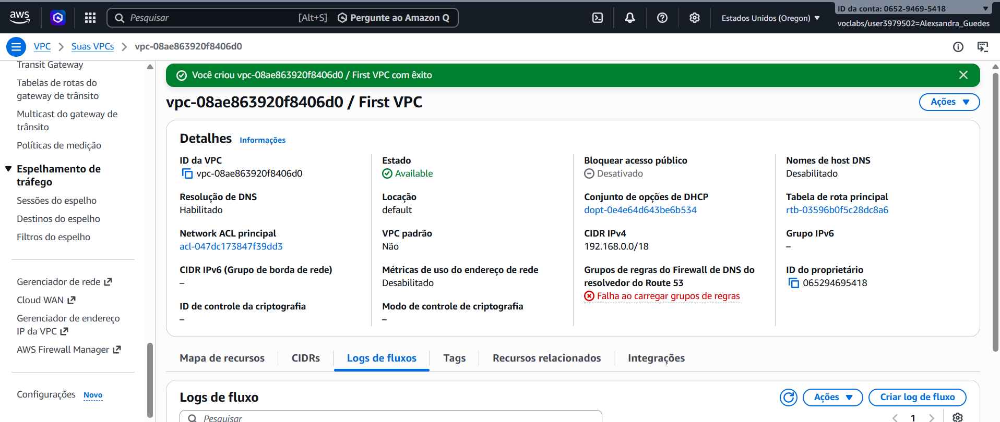 aws
Pesquisar [Alt+S] Pergunte ao Amazon Q
Estados Unidos (Oregon)
ID da conta: 0652-9469-5418
voclabs/user3979502=Alexsandra_Guedes
VPC Suas VPCs vpc-08ae863920f8406d0
Transit Gateway
Tabelas de rotas do
gateway de trânsito
Multicast do gateway de
trânsito
Políticas de medição
Espelhamento de
tráfego
Sessões do espelho
Destinos do espelho
Filtros do espelho
Gerenciador de rede
Cloud WAN
Gerenciador de endereço
IP da VPC
AWS Firewall Manager
Configurações Novo
Você criou vpc-08ae863920f8406d0 / First VPC com êxito
vpc-08ae863920f8406d0 / First VPC
Ações
Detalhes Informações
ID da VPC
vpc-08ae863920f8406d0
Estado
Available
Bloquear acesso público
Desativado
Nomes de host DNS
Desabilitado
Resolução de DNS
Habilitado
Locação
default
Conjunto de opções de DHCP
dopt-0e4e64d643be6b534
Tabela de rota principal
rtb-03596b0f5c28dc8a6
Network ACL principal
acl-047dc173847f39dd3
VPC padrão
Não
CIDR IPv4
192.168.0.0/18
Grupo IPv6
–
CIDR IPv6 (Grupo de borda de rede)
–
Métricas de uso do endereço de rede
Desabilitado
Grupos de regras do Firewall de DNS do
resolvedor do Route 53
Falha ao carregar grupos de regras
ID do proprietário
065294695418
ID de controle da criptografia
–
Modo de controle de criptografia
–
Mapa de recursos CIDRs Logs de fluxos Tags Recursos relacionados Integrações
Logs de fluxo
Ações Criar log de fluxo
Pesquisar
1